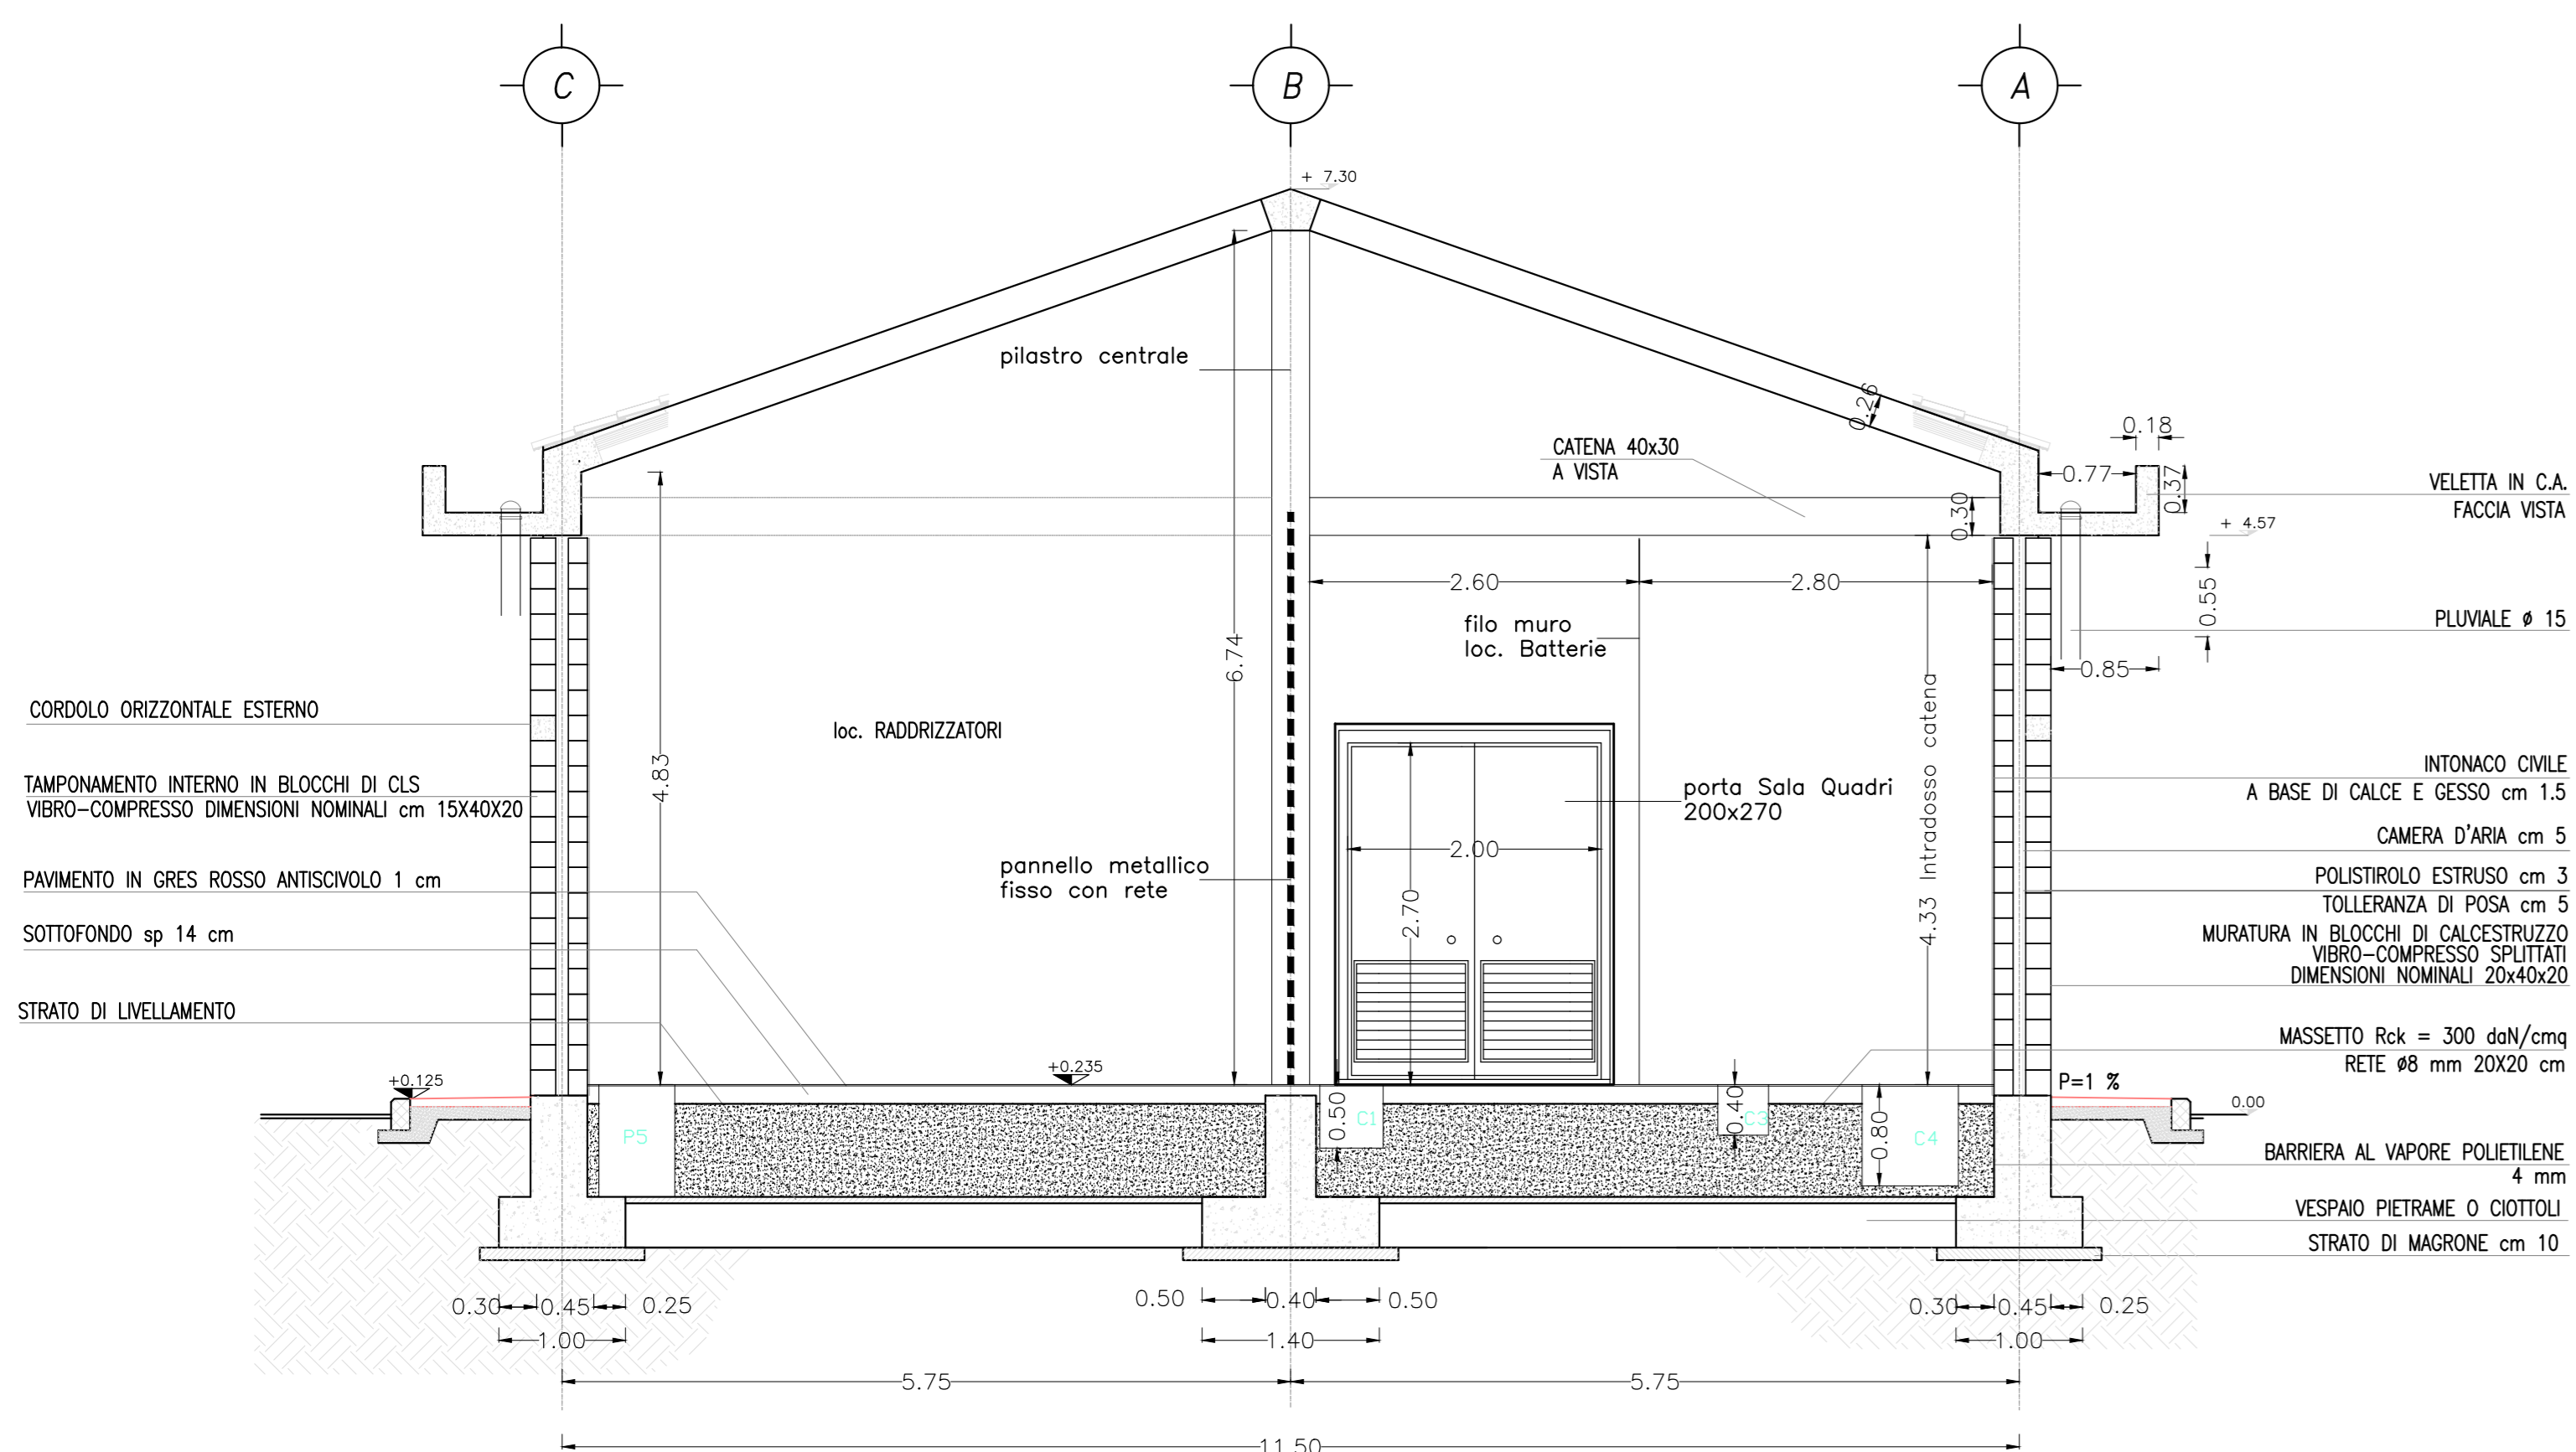 C
B
A
+ 7.30
pilastro centrale
0.26
CATENA 40x30
A VISTA
0.18
0.77
0.37
VELETTA IN C.A.
FACCIA VISTA
+ 4.57
0.30
2.60
2.80
0.55
PLUVIALE ø 15
filo muro
loc. Batterie
6.74
0.85
CORDOLO ORIZZONTALE ESTERNO
loc. RADDRIZZATORI
4.83
4.33 Intradosso catena
TAMPONAMENTO INTERNO IN BLOCCHI DI CLS
VIBRO-COMPRESSO DIMENSIONI NOMINALI cm 15X40X20
porta Sala Quadri
200x270
INTONACO CIVILE
A BASE DI CALCE E GESSO cm 1.5
CAMERA D'ARIA cm 5
2.00
2.70
PAVIMENTO IN GRES ROSSO ANTISCIVOLO 1 cm
pannello metallico
fisso con rete
POLISTIROLO ESTRUSO cm 3
TOLLERANZA DI POSA cm 5
SOTTOFONDO sp 14 cm
MURATURA IN BLOCCHI DI CALCESTRUZZO
VIBRO-COMPRESSO SPLITTATI
DIMENSIONI NOMINALI 20x40x20
STRATO DI LIVELLAMENTO
MASSETTO Rck = 300 daN/cmq
RETE ø8 mm 20X20 cm
+0.125
+0.235
P=1 %
0.00
P5
0.50
C1
0.40
C3
0.80
C4
BARRIERA AL VAPORE POLIETILENE
4 mm
VESPAIO PIETRAME O CIOTTOLI
STRATO DI MAGRONE cm 10
0.30
0.45
0.25
1.00
0.50
0.40
0.50
1.40
0.30
0.45
0.25
1.00
5.75
5.75
11.50